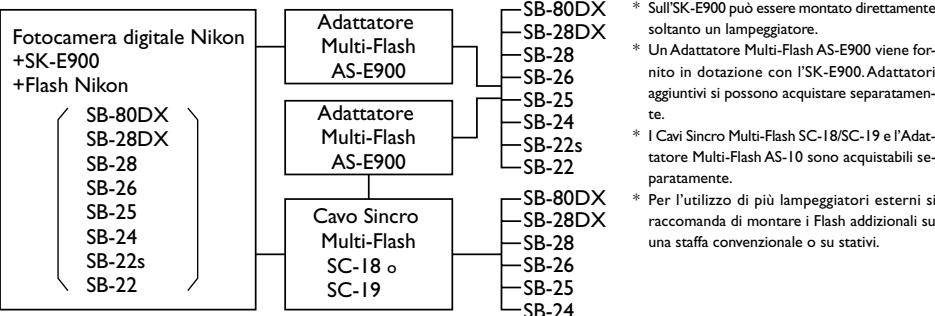 Fotocamera digitale Nikon
+SK-E900
+Flash Nikon
SB-80DX
SB-28DX
SB-28
SB-26
SB-25
SB-24
SB-22s
SB-22
Adattatore
Multi-Flash
AS-E900
Adattatore
Multi-Flash
AS-E900
Cavo Sincro
Multi-Flash
SC-18 o
SC-19
SB-80DX
SB-28DX
SB-28
SB-26
SB-25
SB-24
SB-22s
SB-22
SB-80DX
SB-28DX
SB-28
SB-26
SB-25
SB-24
* Sull'SK-E900 può essere montato direttamente
soltanto un lampeggiatore.
* Un Adattatore Multi-Flash AS-E900 viene for-
nito in dotazione con l'SK-E900. Adattatori
aggiuntivi si possono acquistare separatamen-
te.
* I Cavi Sincro Multi-Flash SC-18/SC-19 e l'Adat-
tatore Multi-Flash AS-10 sono acquistabili se-
paratamente.
* Per l'utilizzo di più lampeggiatori esterni si
raccomanda di montare i Flash addizionali su
una staffa convenzionale o su stativi.